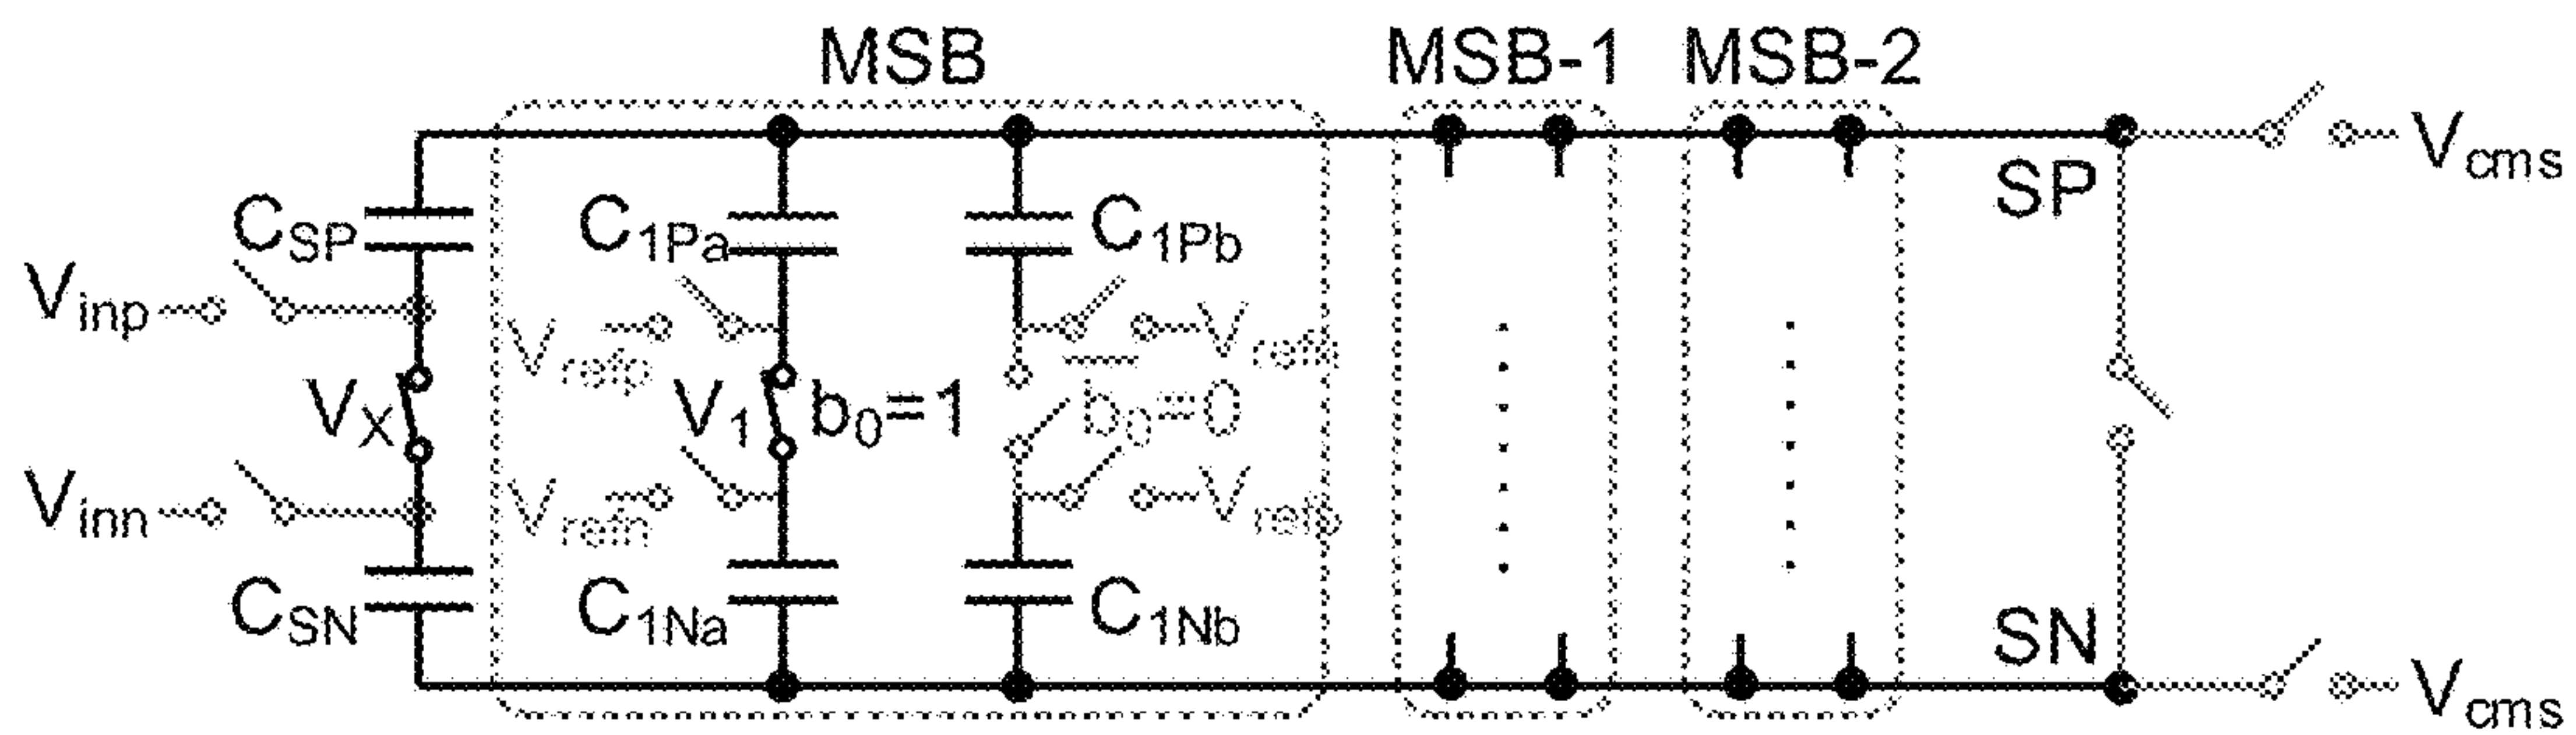 MSB MSB-1 MSB-2
Vcms
SP
CSP C1Pa C1Pb
Vinp
Vrefp Vrefn
VX V1 b0=1 b0=0
Vinn
Vrefn Vrefp
CSN C1Na C1Nb
SN
Vcms